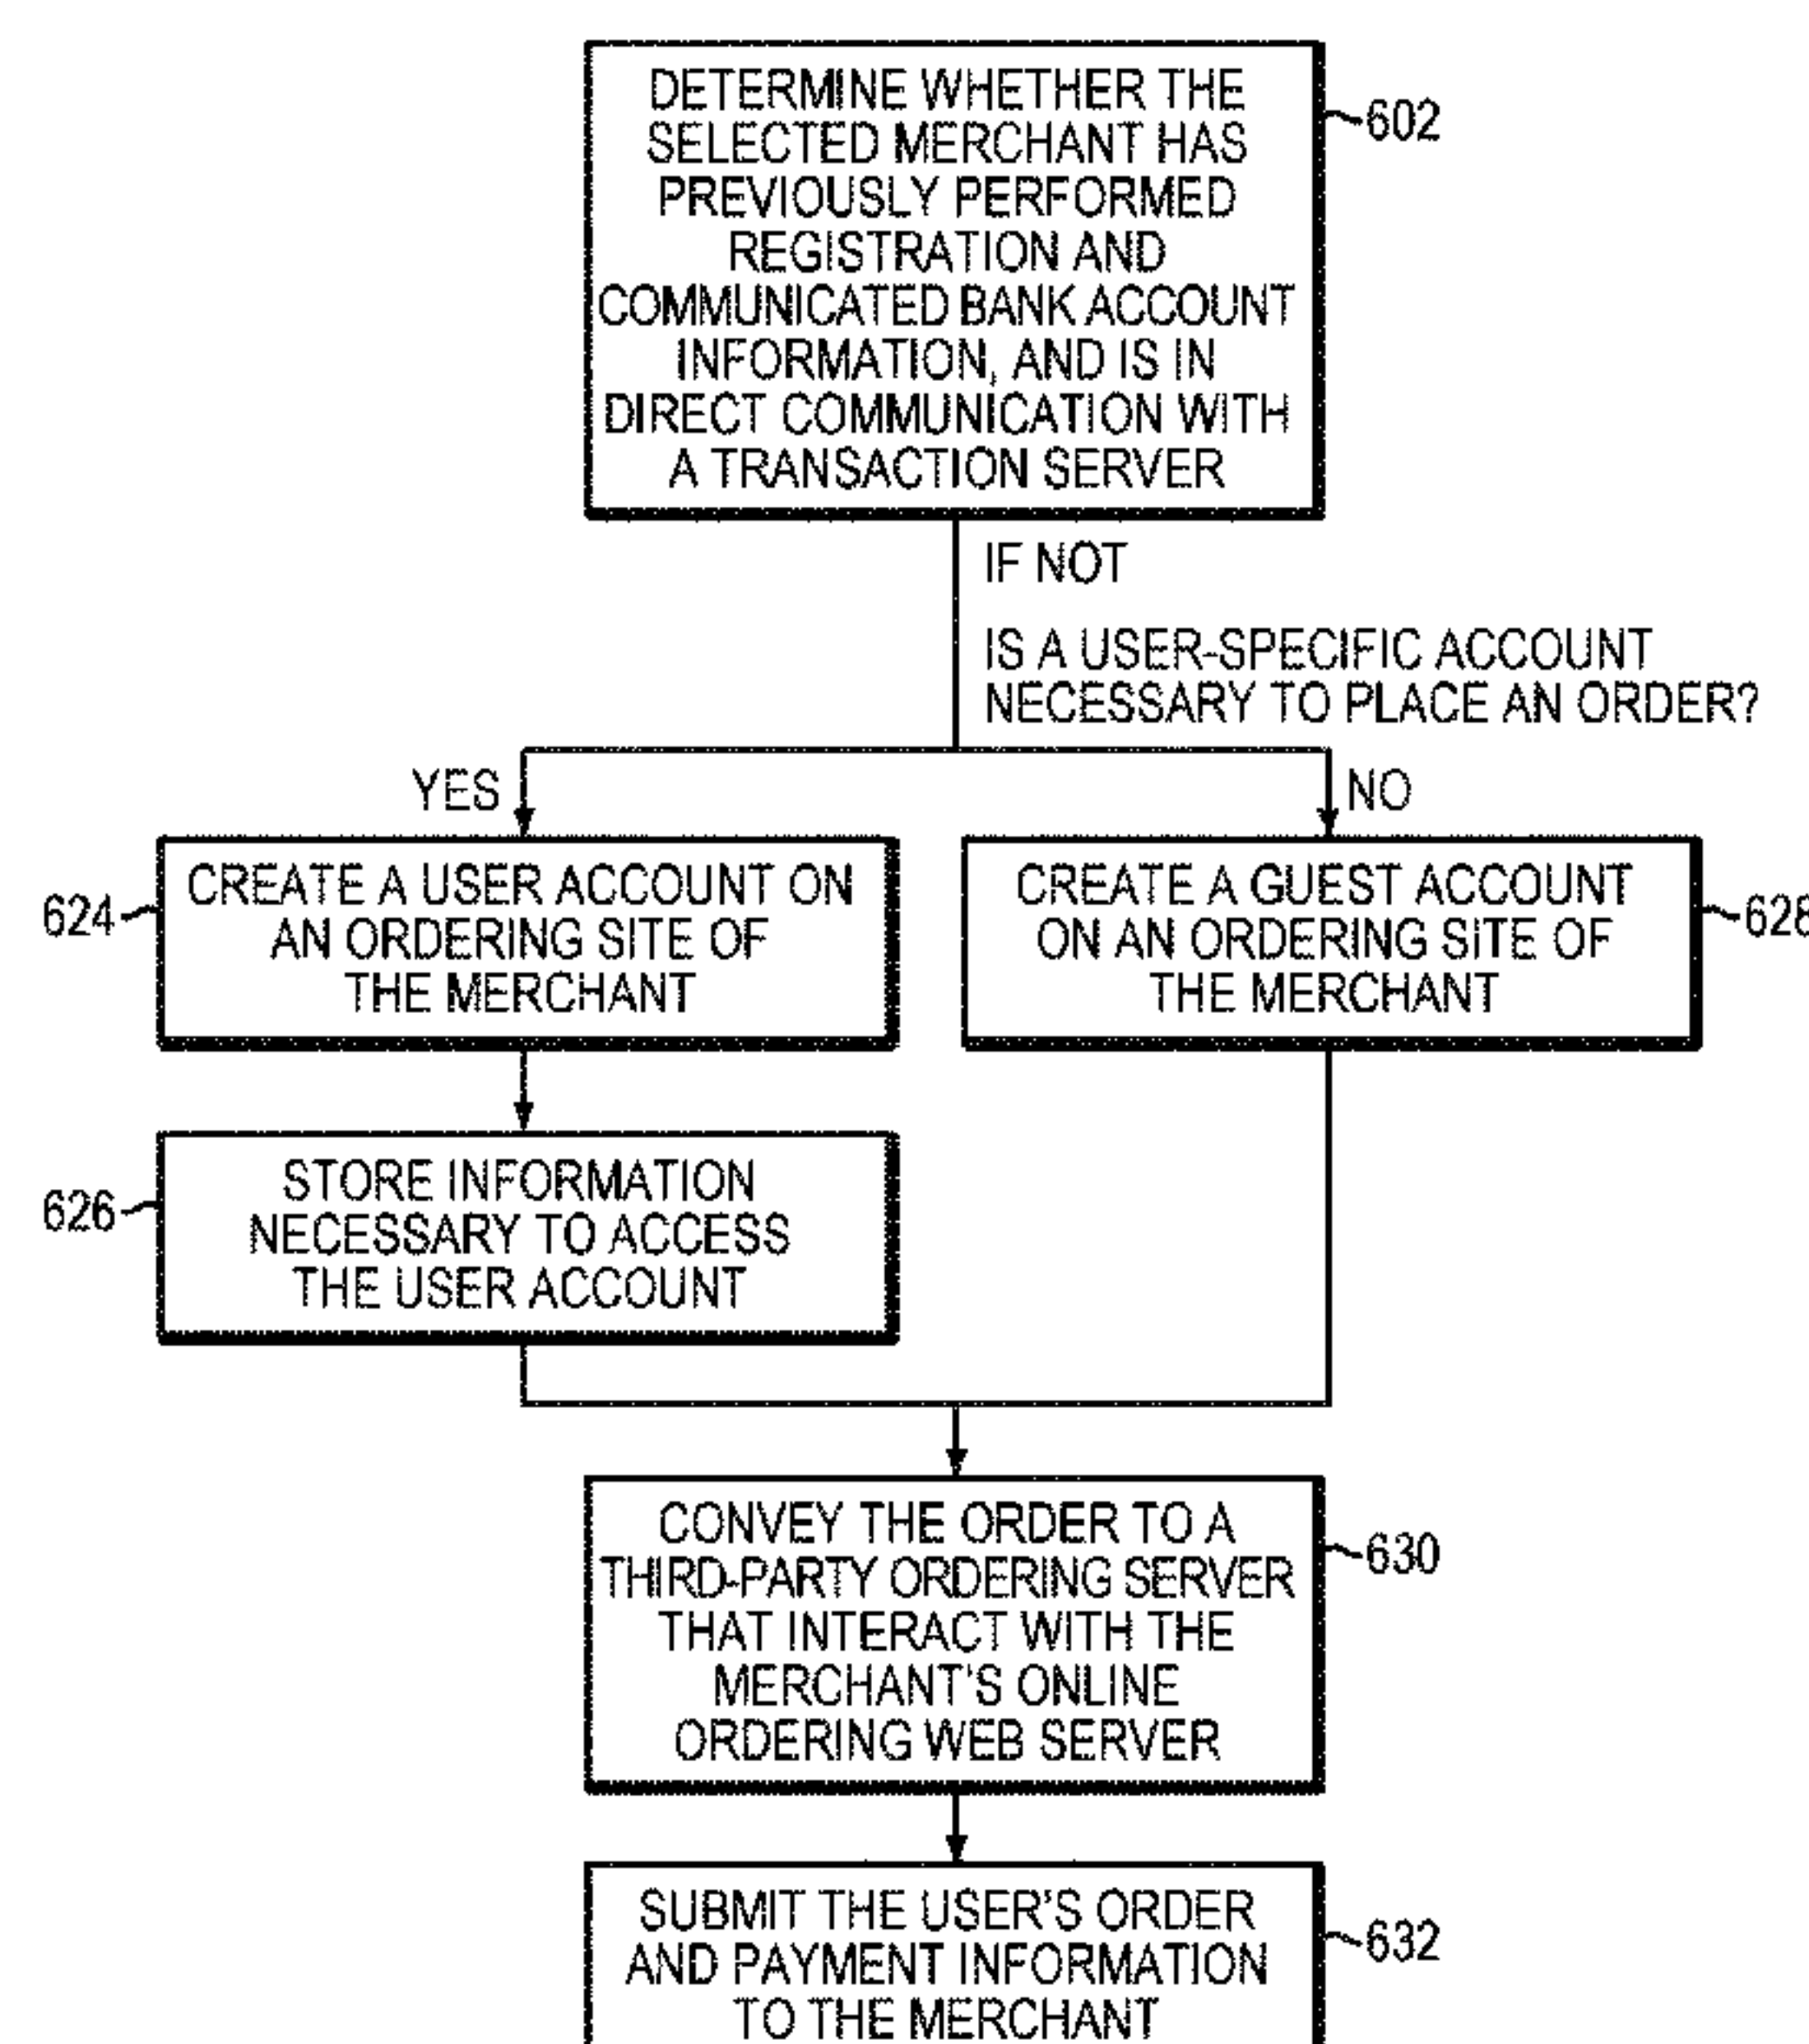 DETERMINE WHETHER THE
SELECTED MERCHANT HAS
PREVIOUSLY PERFORMED
REGISTRATION AND
COMMUNICATED BANK ACCOUNT
INFORMATION, AND IS IN
DIRECT COMMUNICATION WITH
A TRANSACTION SERVER
602
IF NOT
IS A USER-SPECIFIC ACCOUNT
NECESSARY TO PLACE AN ORDER?
YES
NO
624
CREATE A USER ACCOUNT ON
AN ORDERING SITE OF
THE MERCHANT
CREATE A GUEST ACCOUNT
ON AN ORDERING SITE OF
THE MERCHANT
628
626
STORE INFORMATION
NECESSARY TO ACCESS
THE USER ACCOUNT
CONVEY THE ORDER TO A
THIRD-PARTY ORDERING SERVER
THAT INTERACT WITH THE
MERCHANT'S ONLINE
ORDERING WEB SERVER
630
SUBMIT THE USER'S ORDER
AND PAYMENT INFORMATION
TO THE MERCHANT
632